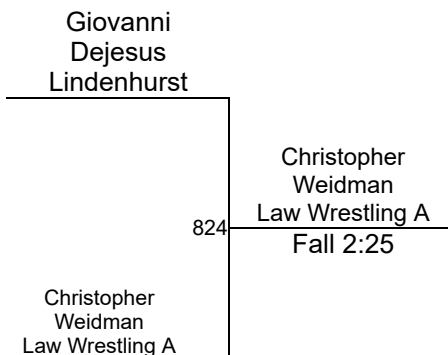 Giovanni
Dejesus
Lindenhurst
Christopher
Weidman
Law Wrestling A
824
Fall 2:25
Christopher
Weidman
Law Wrestling A